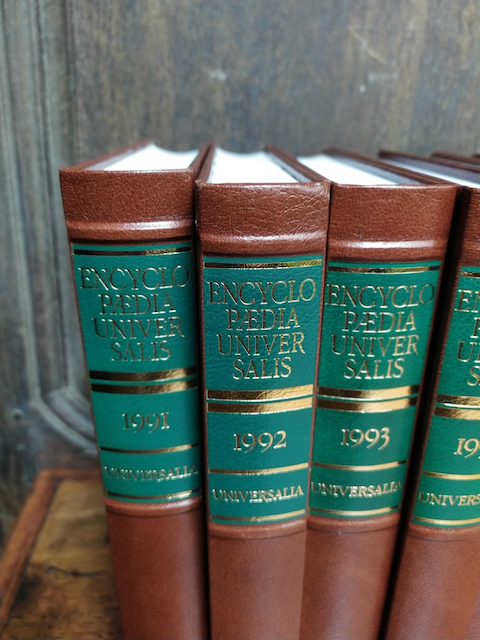 ENCYCLO
PÆDIA
UNIVER
SALIS
1991
UNIVERSALIA
ENCYCLO
PÆDIA
UNIVER
SALIS
1992
UNIVERSALIA
ENCYCLO
PÆDIA
UNIVER
SALIS
1993
UNIVERSALIA